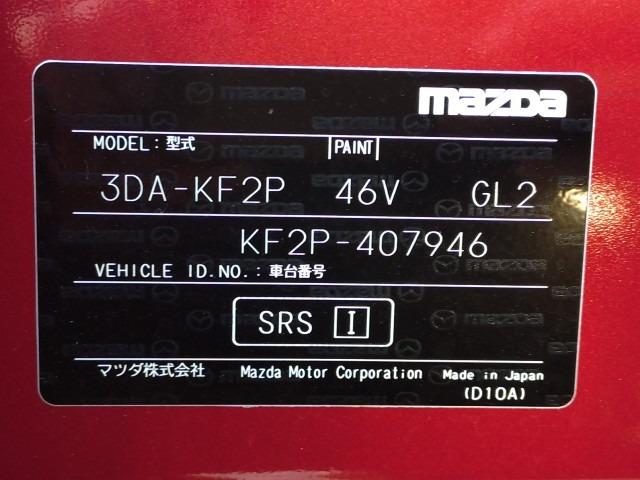 mazda
MODEL: 型式 PAINT
3DA-KF2P 46V GL2
KF2P-407946
VEHICLE ID.NO.: 車台番号
SRS I
マツダ株式会社 Mazda Motor Corporation Made in Japan
(D10A)